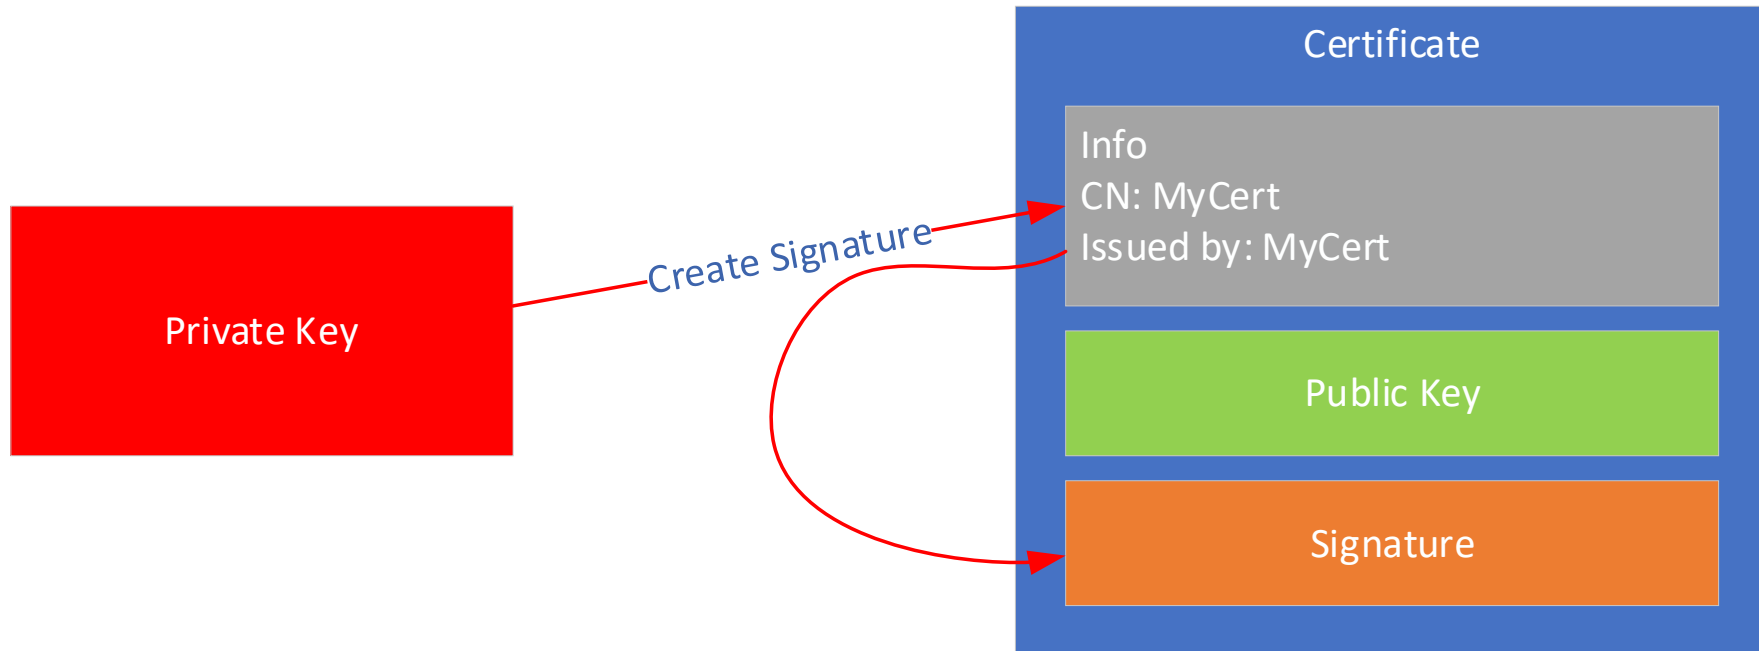 Certificate
Info
CN: MyCert
Issued by: MyCert
Create Signature
Private Key
Public Key
Signature